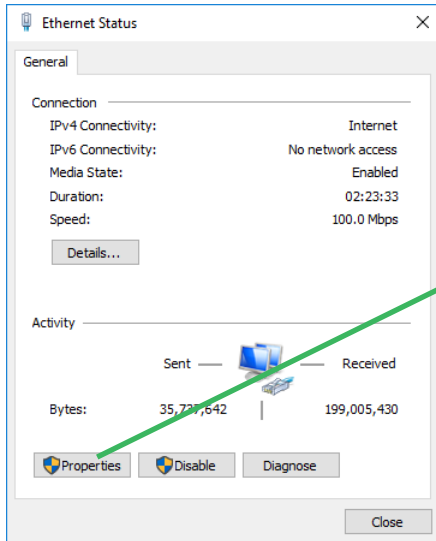 Ethernet Status
General
Connection
IPv4 Connectivity: Internet
IPv6 Connectivity: No network access
Media State: Enabled
Duration: 02:23:33
Speed: 100.0 Mbps
Details...
Activity
Sent Received
Bytes: 199,005,430
Properties Disable Diagnose
Close